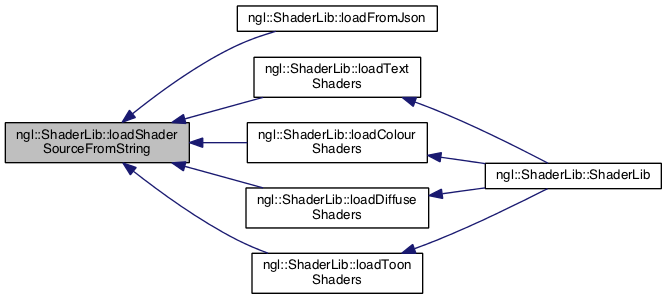 ngl::ShaderLib::loadFromJson
ngl::ShaderLib::loadText
Shaders
ngl::ShaderLib::loadShader
SourceFromString
ngl::ShaderLib::loadColour
Shaders
ngl::ShaderLib::ShaderLib
ngl::ShaderLib::loadDiffuse
Shaders
ngl::ShaderLib::loadToon
Shaders